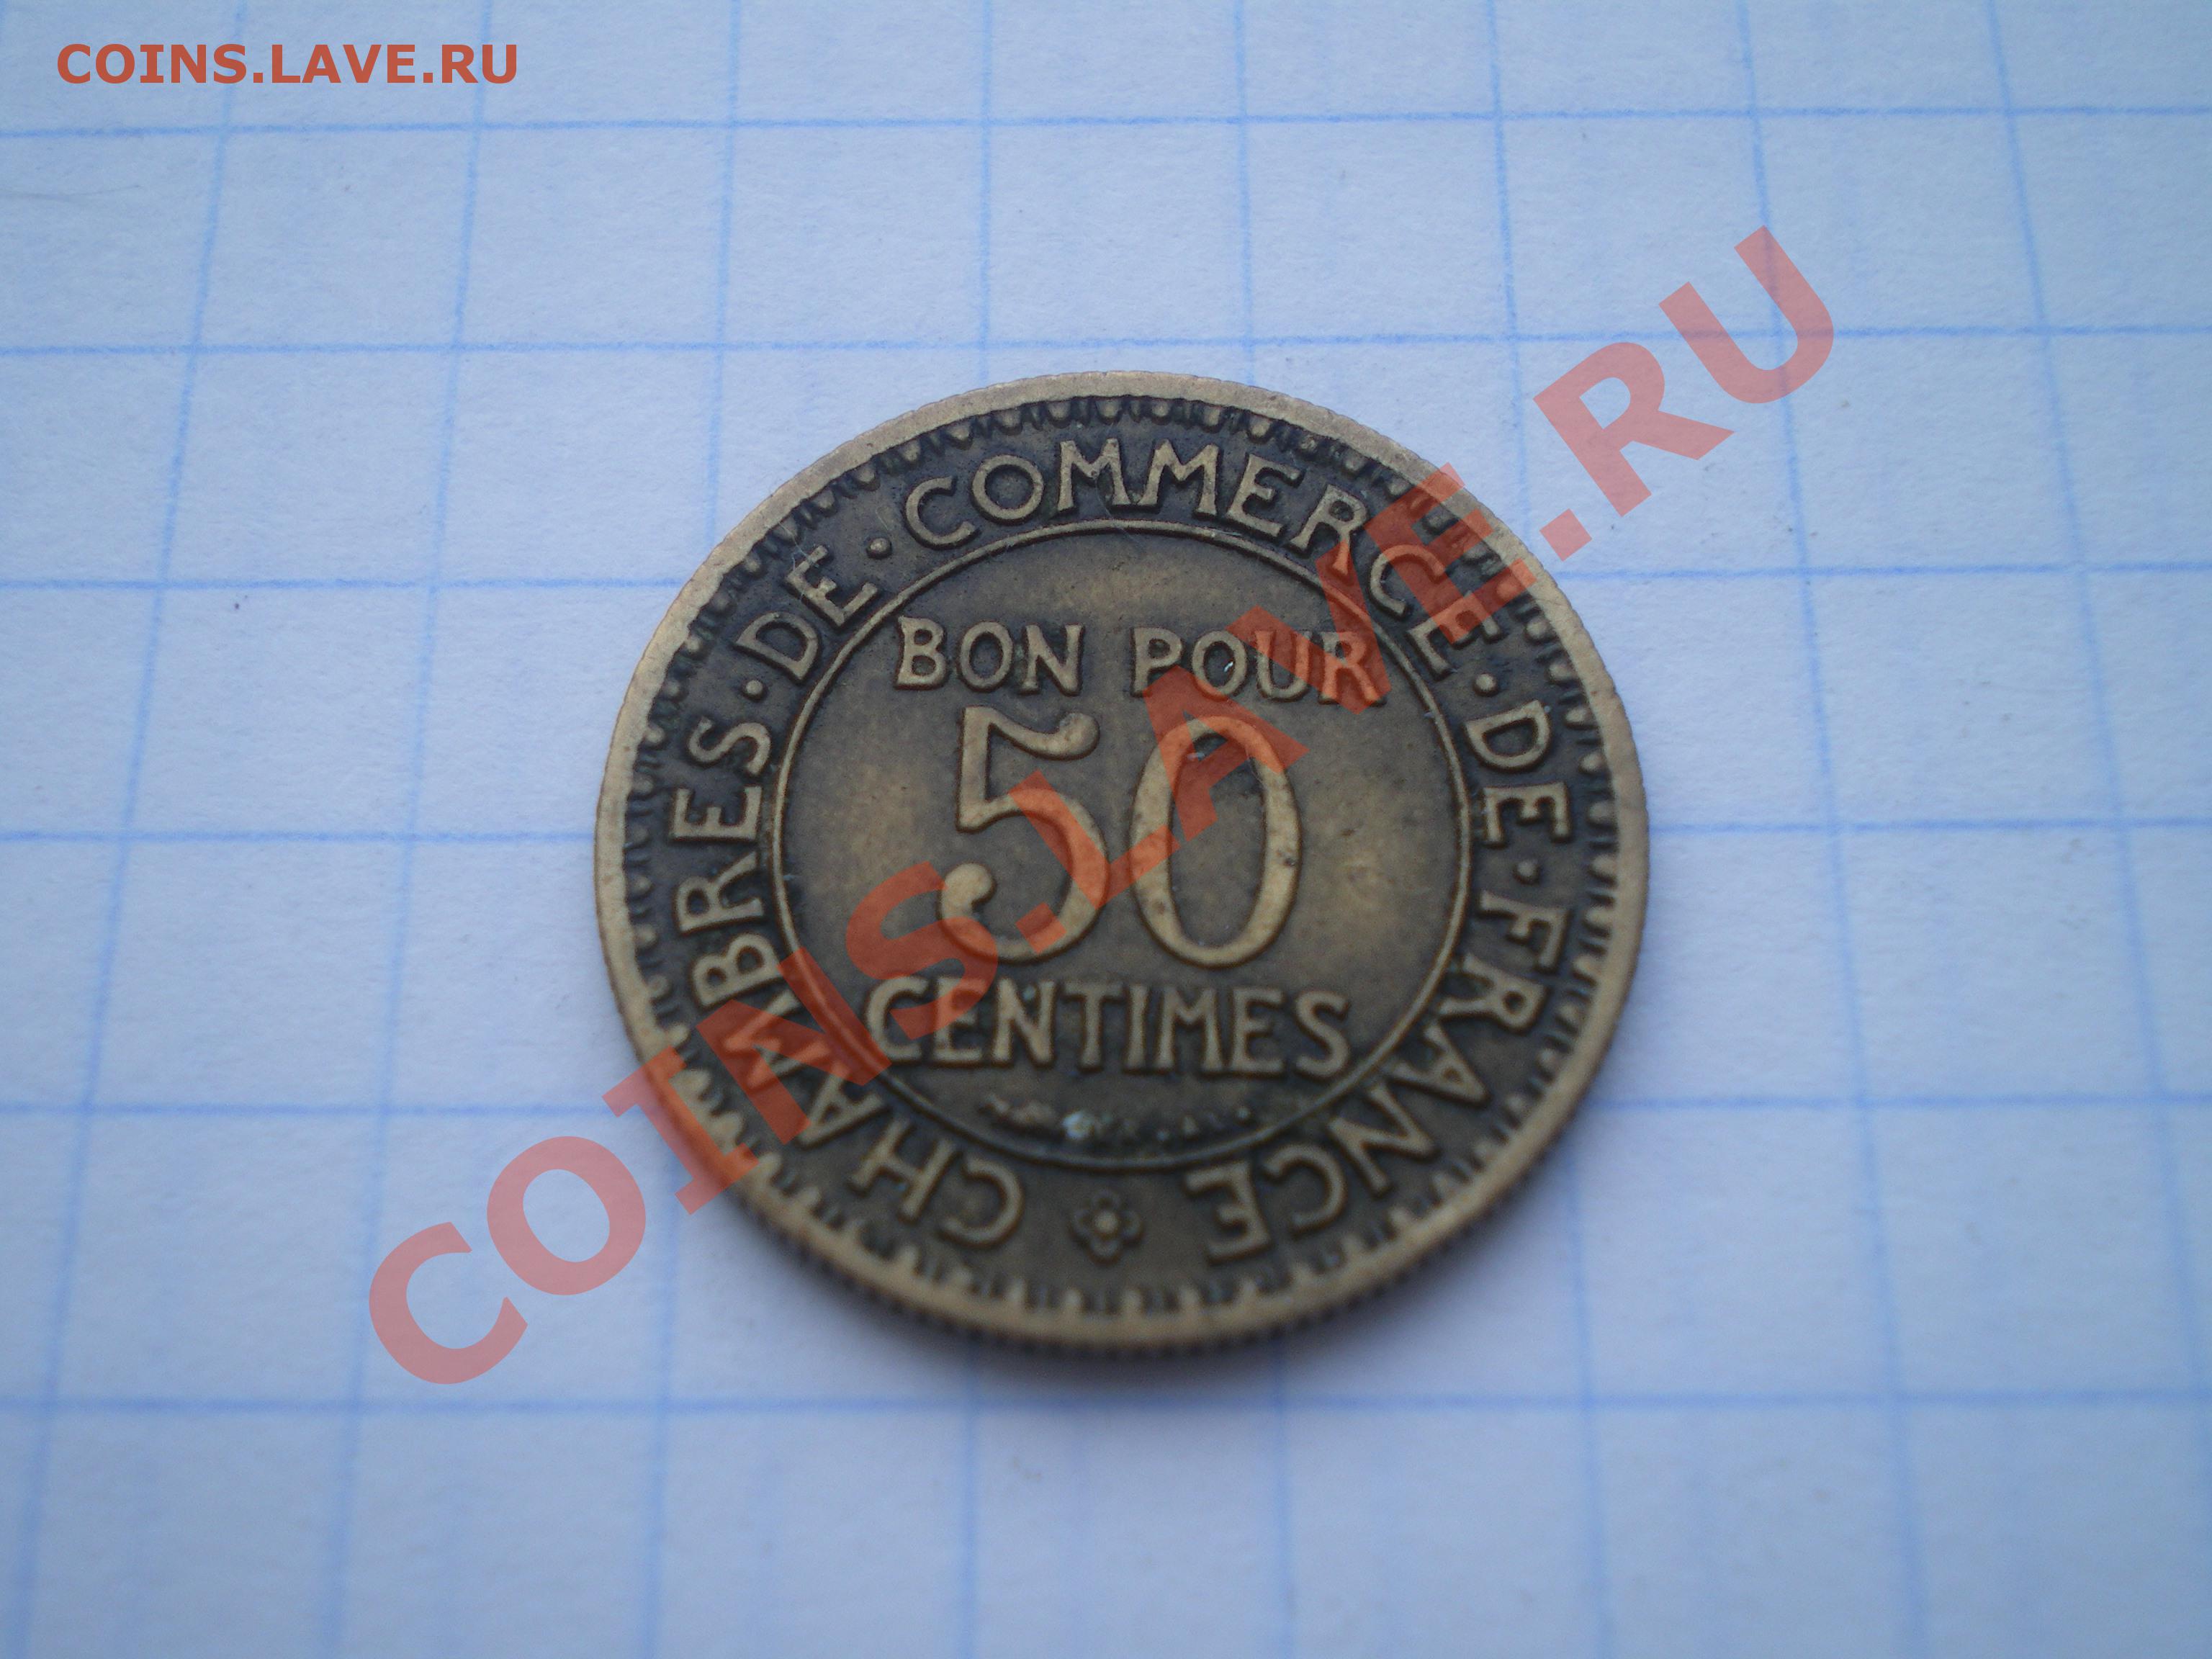 COINS.LAVE.RU
CHAMBRES · DE · COMMERCE · DE · FRANCE
BON POUR
50
CENTIMES
COINS.LAVE.RU